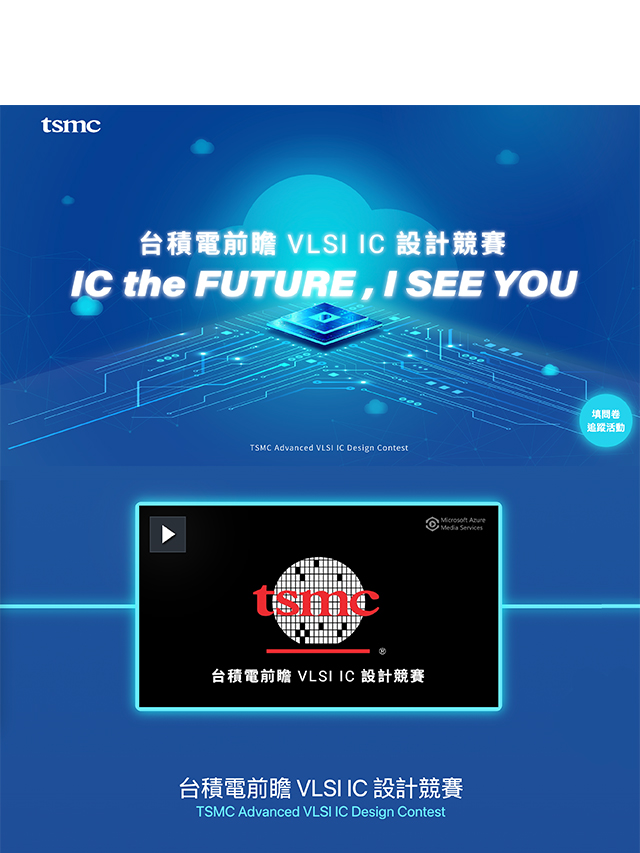 tsmc
台積電前瞻 VLSI IC 設計競賽
IC the FUTURE , I SEE YOU
填問卷
追蹤活動
TSMC Advanced VLSI IC Design Contest
Microsoft Azure
Media Services
tsmc
®
台積電前瞻 VLSI IC 設計競賽
台積電前瞻 VLSI IC 設計競賽
TSMC Advanced VLSI IC Design Contest